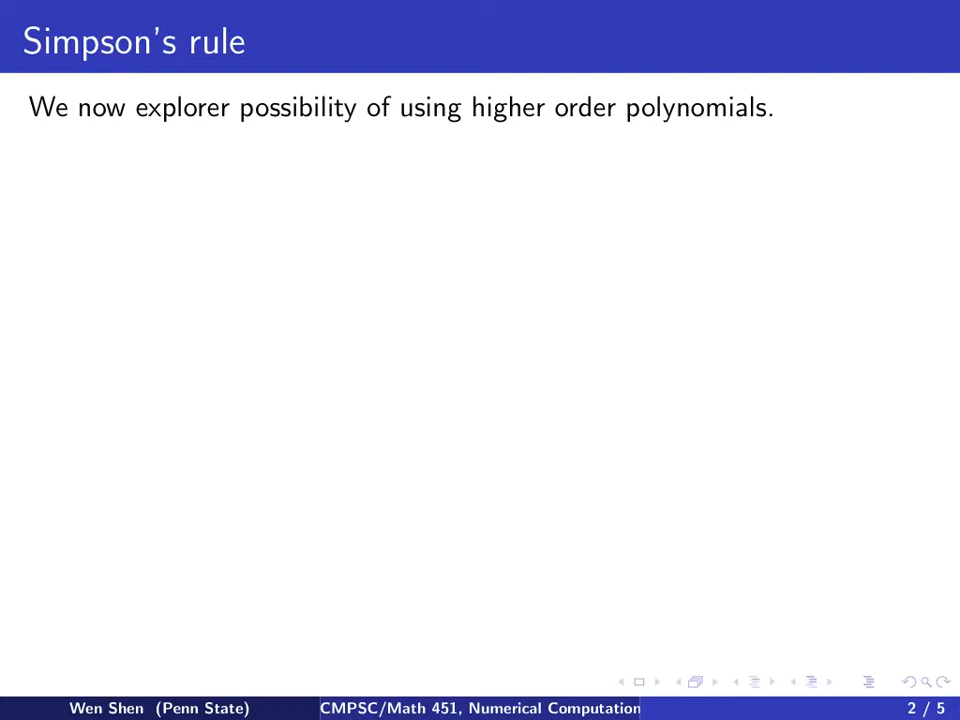 Simpson's rule
We now explorer possibility of using higher order polynomials.
Wen Shen (Penn State) CMPSC/Math 451, Numerical Computation 2 / 5